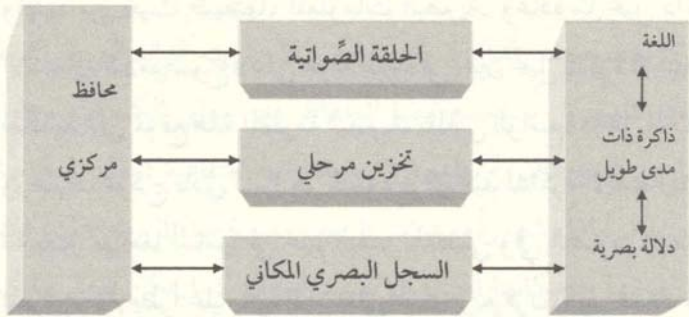 اللغة
ذاكرة ذات
مدى طويل
دلالة بصرية
الحلقة الصَّواتية
تخزين مرحلي
السجل البصري المكاني
محافظ
مركزي